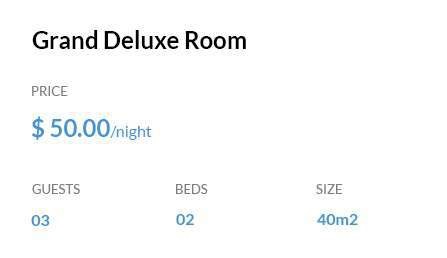 Grand Deluxe Room
PRICE
$ 50.00/night
GUESTS BEDS SIZE
03 02 40m2